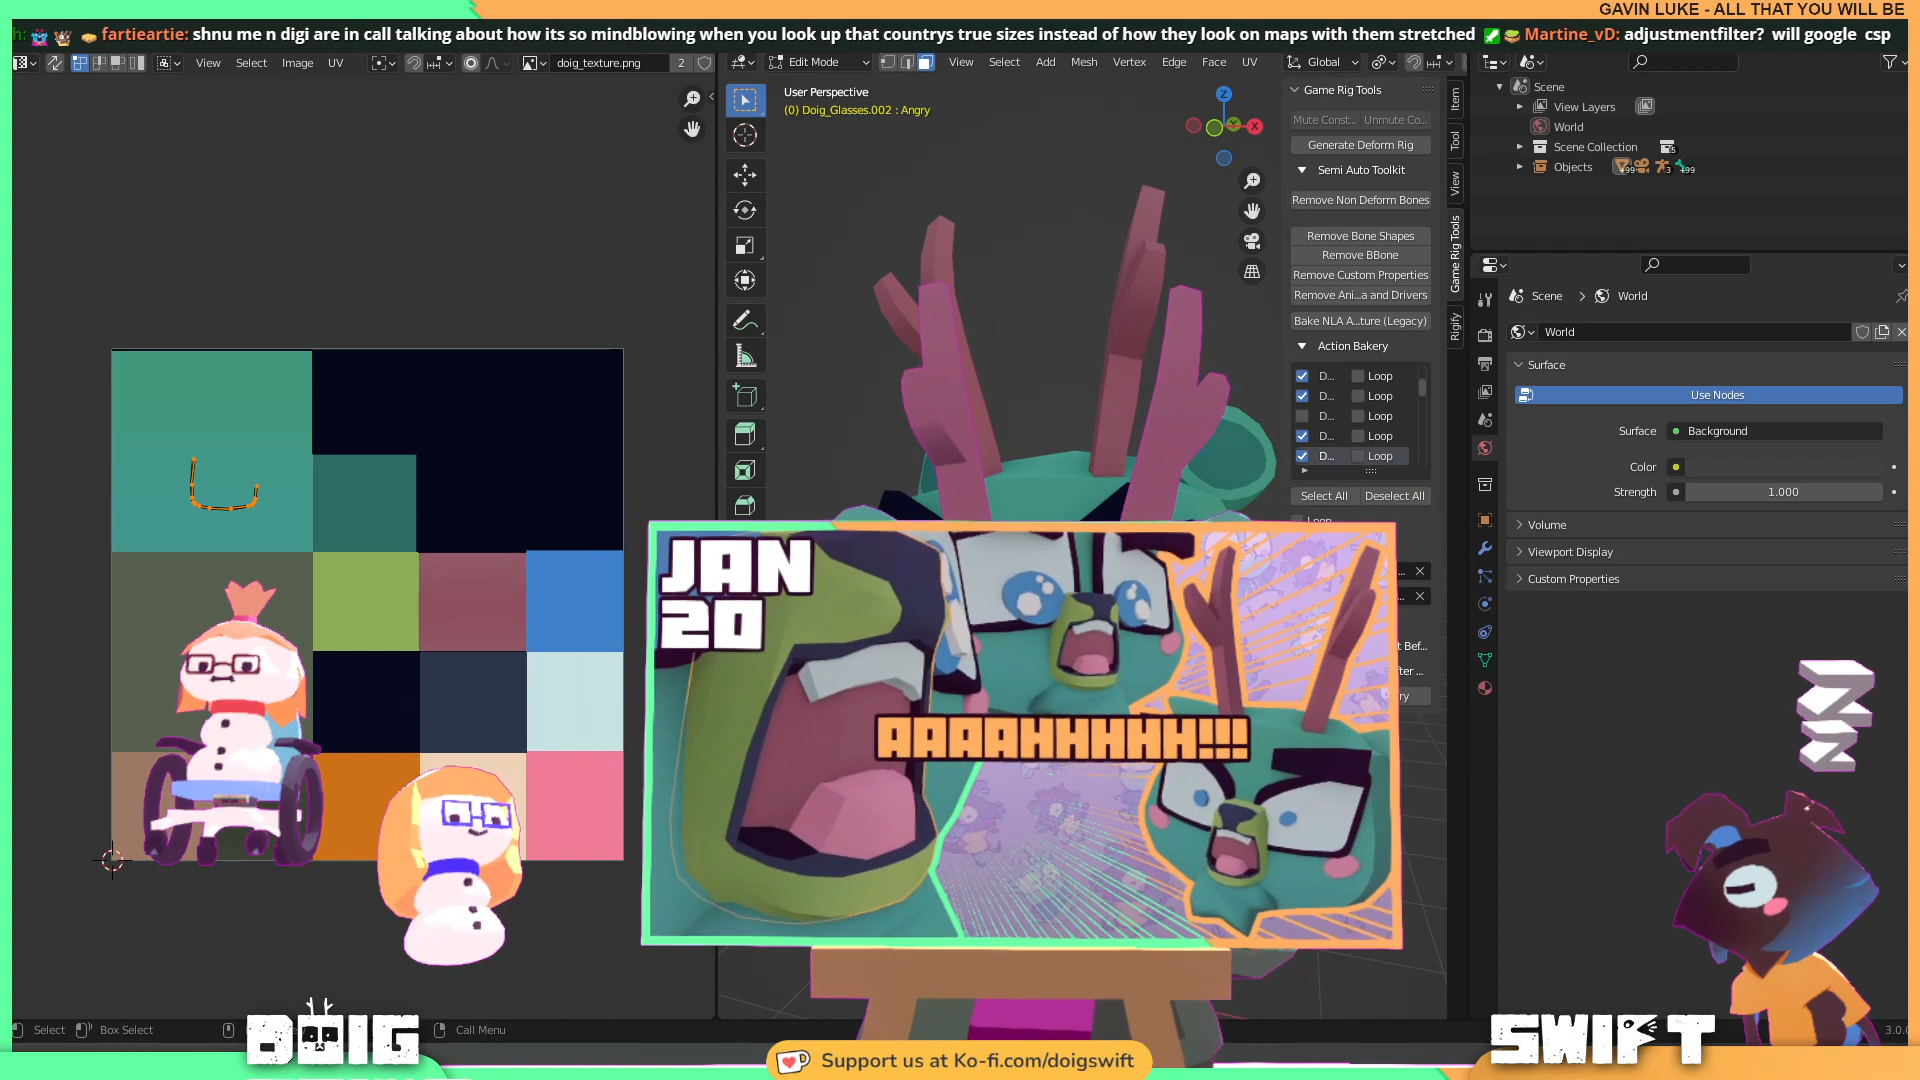 GAVIN LUKE - ALL THAT YOU WILL BE
h: fartieartie: shnu me n digi are in call talking about how its so mindblowing when you look up that countrys true sizes instead of how they look on maps with them stretched Martine_vD: adjustmentfilter? will google csp
View Select Image UV doig_texture.png 2
Edit Mode View Select Add Mesh Vertex Edge Face UV Global
User Perspective
(0) Doig_Glasses.002 : Angry
Z
Y
X
Game Rig Tools
Mute Const... Unmute Co...
Generate Deform Rig
Semi Auto Toolkit
Remove Non Deform Bones
Remove Bone Shapes
Remove BBone
Remove Custom Properties
Remove Ani...a and Drivers
Bake NLA A...ture (Legacy)
Action Bakery
D... Loop
D... Loop
D... Loop
D... Loop
D... Loop
Select All Deselect All
Loop
t Bef...
Item
Tool
View
Game Rig Tools
Rigify
Scene
View Layers
World
Scene Collection
Objects
Scene > World
World
Surface
Use Nodes
Surface: Background
Color
Strength 1.000
Volume
Viewport Display
Custom Properties
JAN
20
AAAAHHHHHH!!!
Z
Z
Select Box Select Call Menu
3.0.0
DOIG
SWIFT
Support us at Ko-fi.com/doigswift